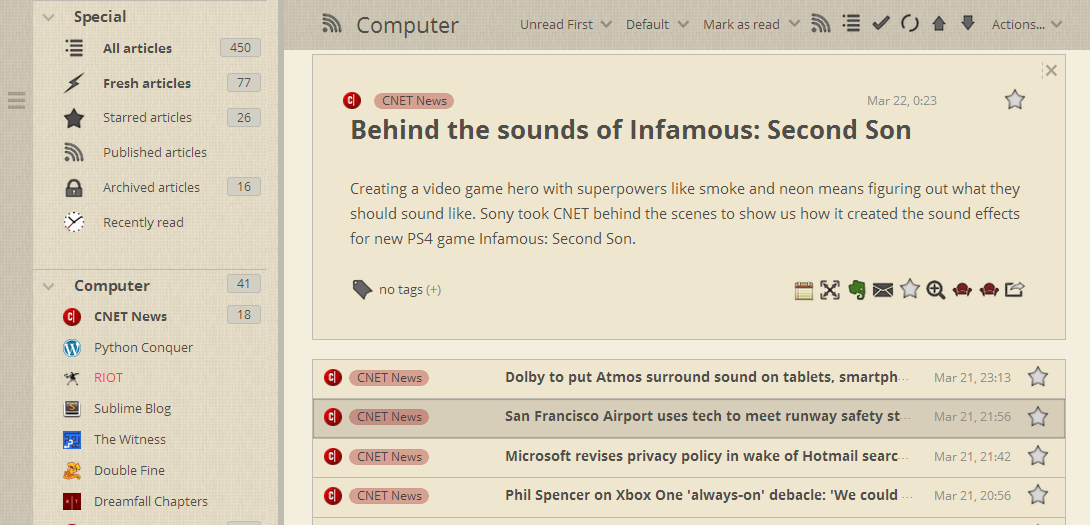 Special
All articles 450
Fresh articles 77
Starred articles 26
Published articles
Archived articles 16
Recently read
Computer 41
CNET News 18
Python Conquer
RIOT
Sublime Blog
The Witness
Double Fine
Dreamfall Chapters
Computer Unread First Default Mark as read Actions...
CNET News Mar 22, 0:23
Behind the sounds of Infamous: Second Son
Creating a video game hero with superpowers like smoke and neon means figuring out what they
should sound like. Sony took CNET behind the scenes to show us how it created the sound effects
for new PS4 game Infamous: Second Son.
no tags (+)
CNET News Dolby to put Atmos surround sound on tablets, smartph... Mar 21, 23:13
CNET News San Francisco Airport uses tech to meet runway safety st... Mar 21, 21:56
CNET News Microsoft revises privacy policy in wake of Hotmail searc... Mar 21, 21:42
CNET News Phil Spencer on Xbox One 'always-on' debacle: 'We could ... Mar 21, 20:56